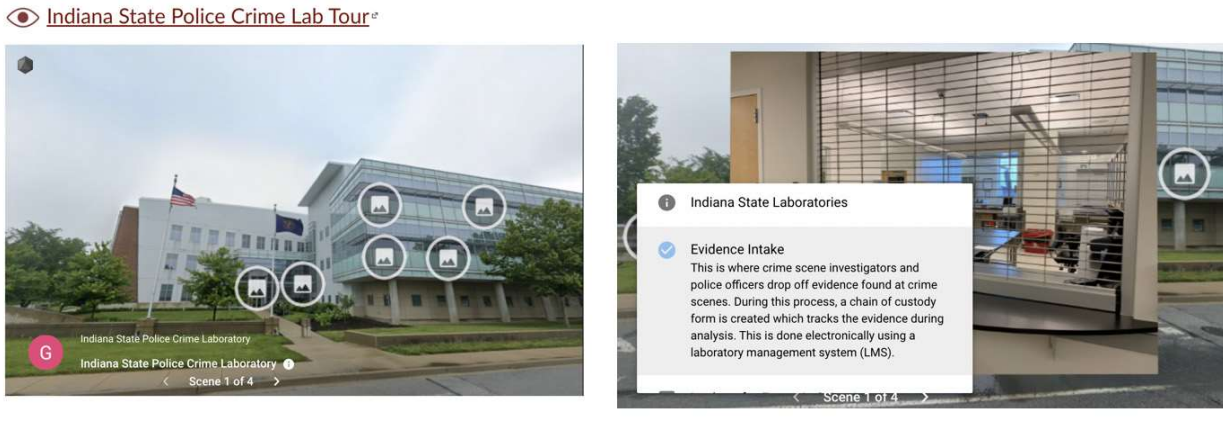 Indiana State Police Crime Lab Tour
G
Indiana State Police Crime Laboratory
Indiana State Police Crime Laboratory
Scene 1 of 4
Indiana State Laboratories
Evidence Intake
This is where crime scene investigators and
police officers drop off evidence found at crime
scenes. During this process, a chain of custody
form is created which tracks the evidence during
analysis. This is done electronically using a
laboratory management system (LMS).
Scene 1 of 4